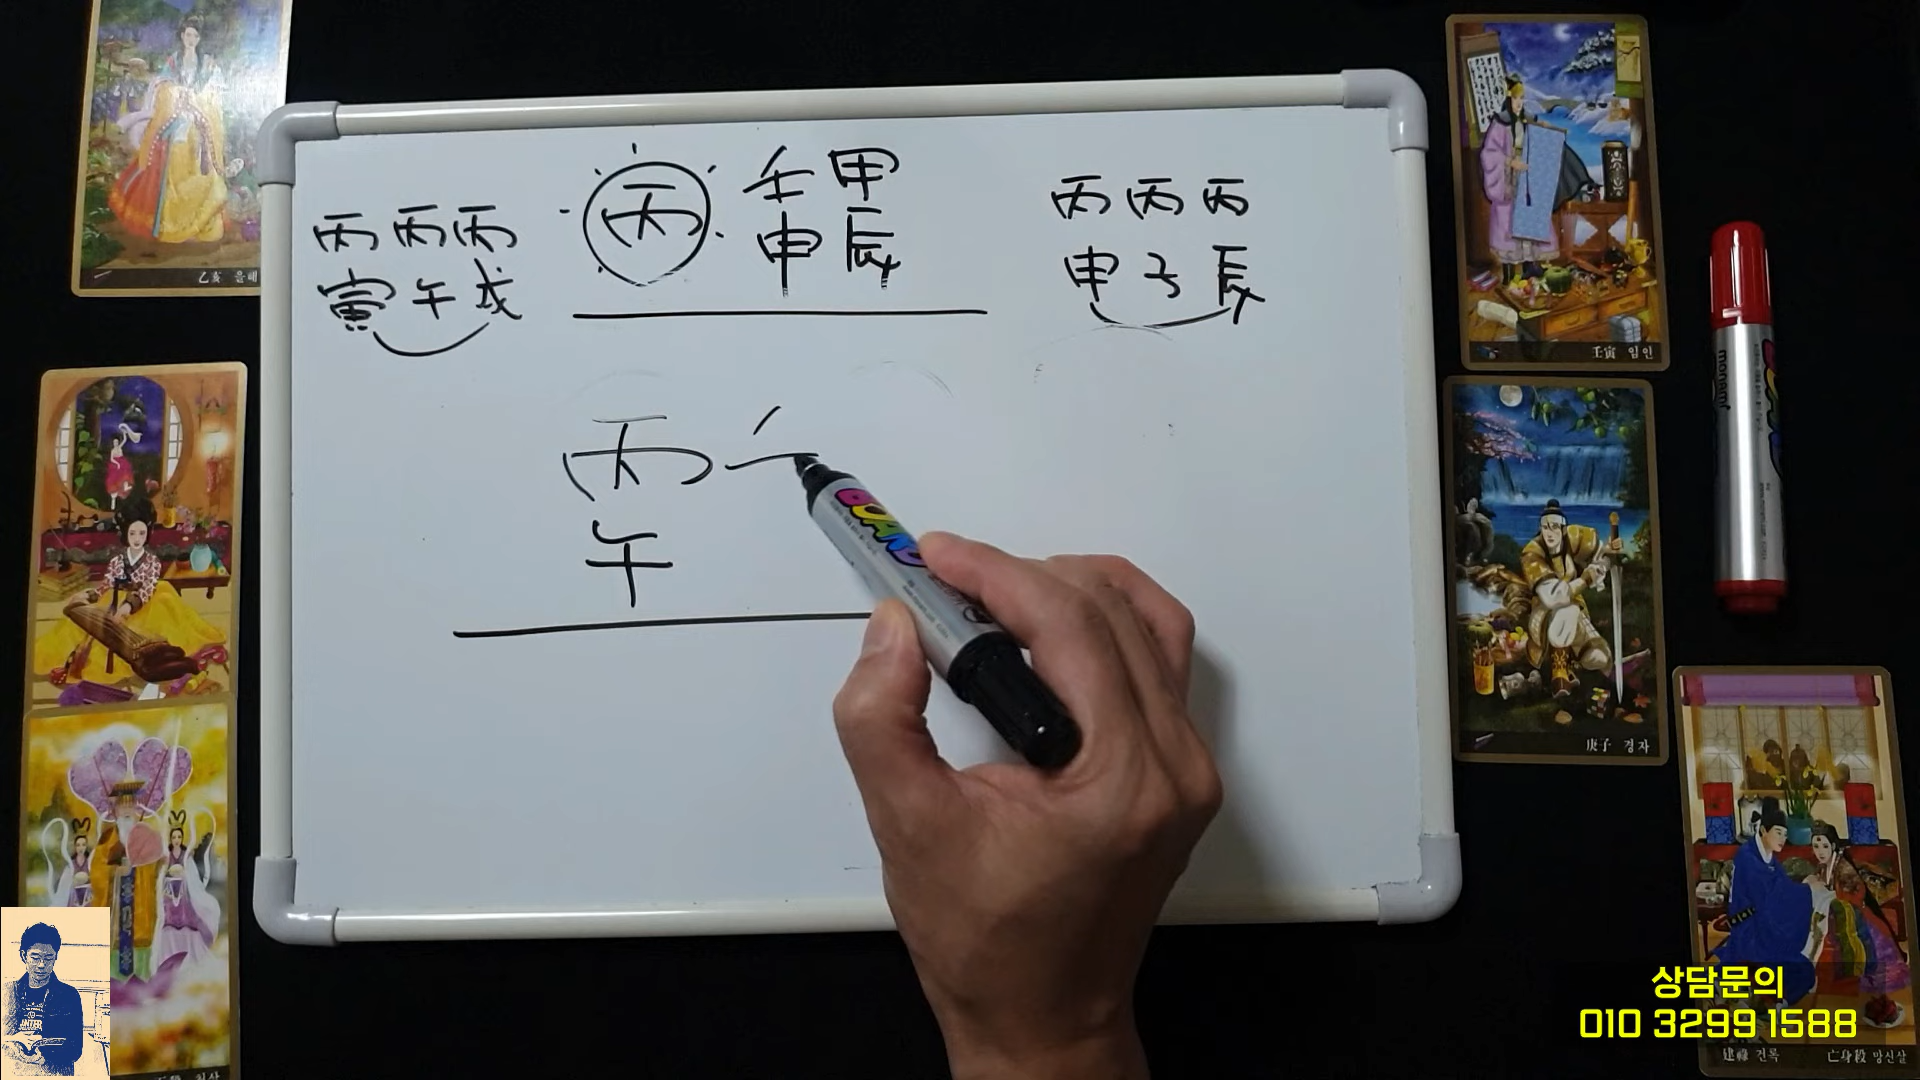 丙 丙 丙
寅 午 戌
丙 壬 甲
申 辰
丙 丙 丙
申 子 辰
丙
午
乙亥 을해
壬寅 임인
庚子 경자
建祿 건록
亡身殺 망신살
monami
BOARD
상담문의
010 3299 1588